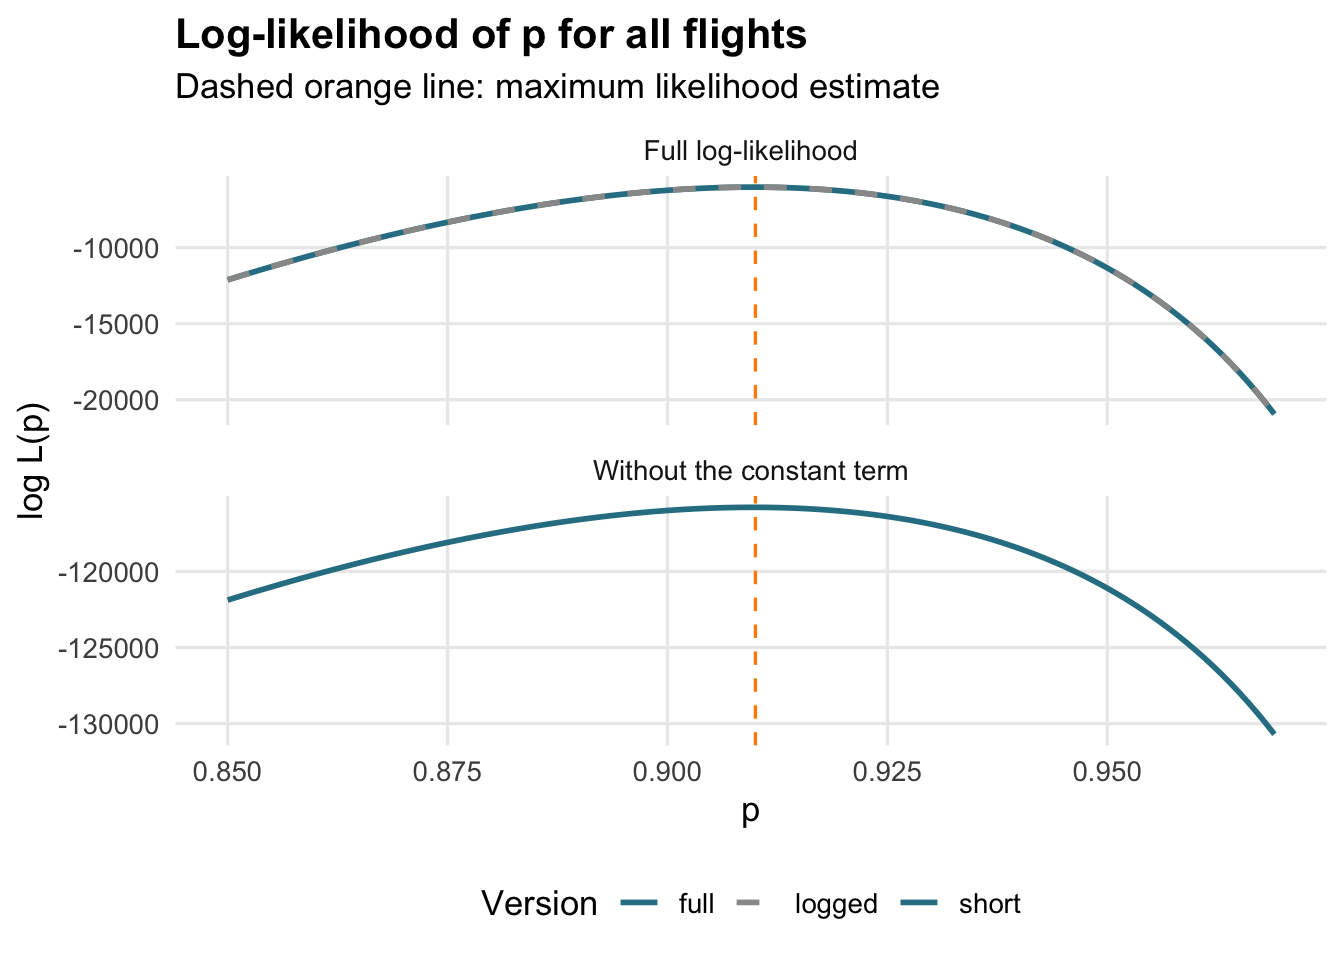 Log-likelihood of p for all flights
Dashed orange line: maximum likelihood estimate
Full log-likelihood
-10000
-15000
-20000
log L(p)
Without the constant term
-120000
-125000
-130000
0.850 0.875 0.900 0.925 0.950
p
Version full logged short